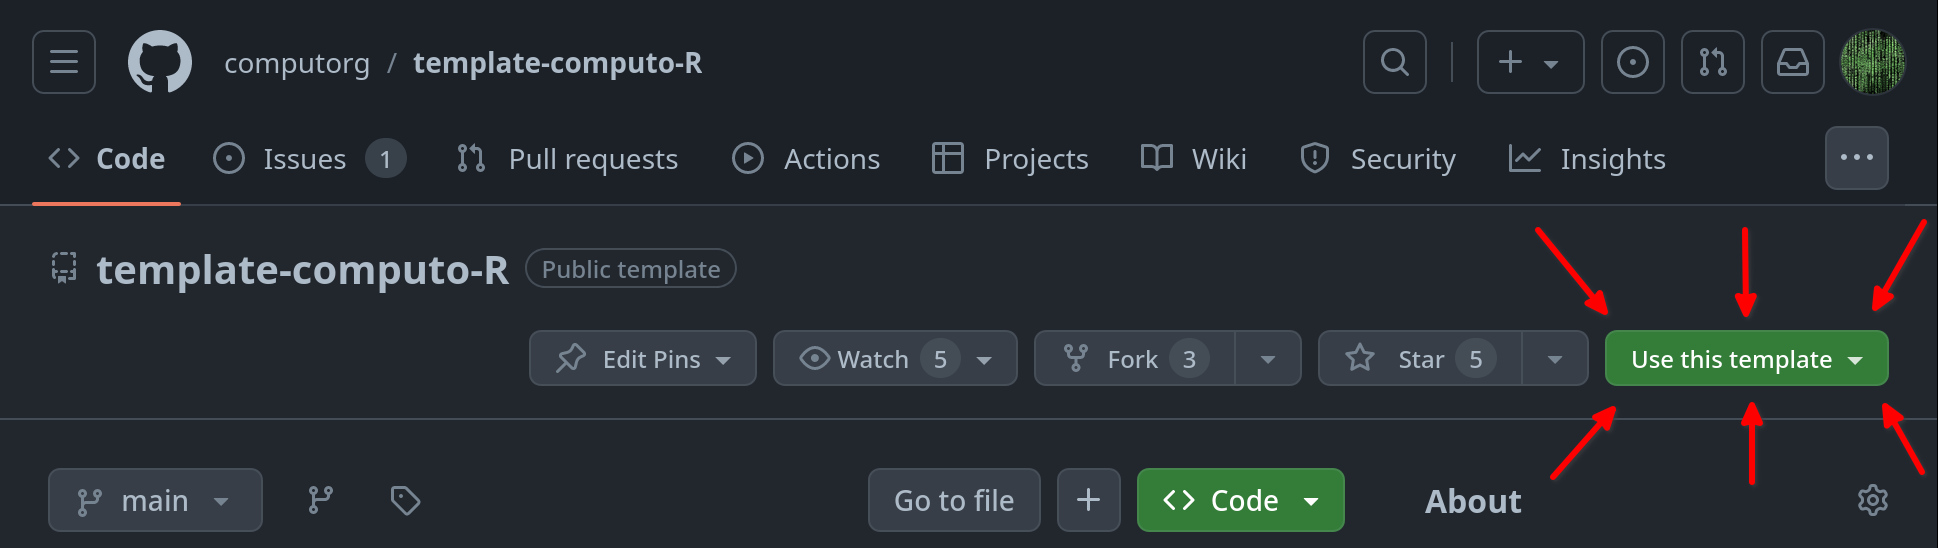 computorg / template-computo-R
Code Issues 1 Pull requests Actions Projects Wiki Security Insights
template-computo-R Public template
Edit Pins Watch 5 Fork 3 Star 5 Use this template
main Go to file Code About